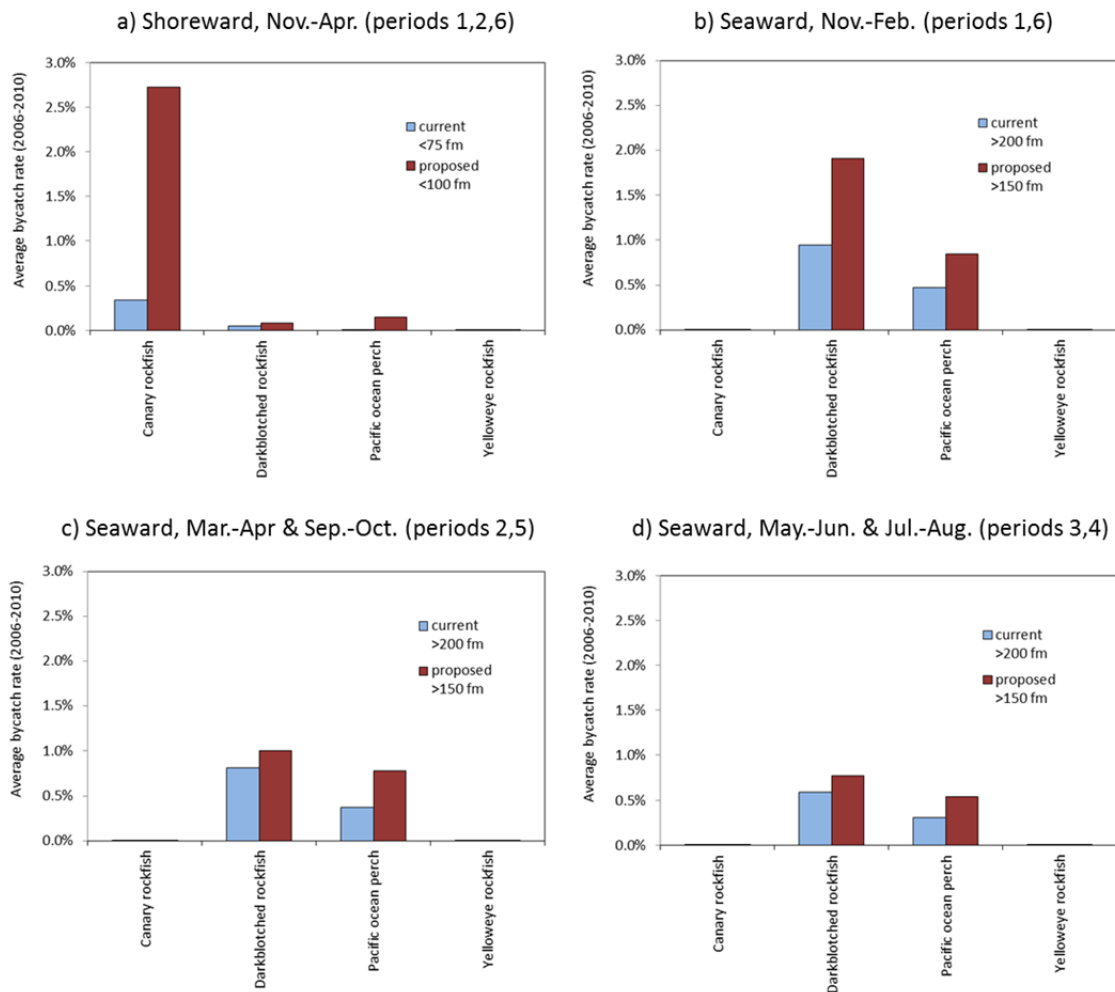 a) Shoreward, Nov.-Apr. (periods 1,2,6)
Average bycatch rate (2006-2010)
3.0%
2.5%
2.0%
1.5%
1.0%
0.5%
0.0%
current
<75 fm
proposed
<100 fm
Canary rockfish
Darkblotched rockfish
Pacific ocean perch
Yelloweye rockfish
b) Seaward, Nov.-Feb. (periods 1,6)
Average bycatch rate (2006-2010)
3.0%
2.5%
2.0%
1.5%
1.0%
0.5%
0.0%
current
>200 fm
proposed
>150 fm
Canary rockfish
Darkblotched rockfish
Pacific ocean perch
Yelloweye rockfish
c) Seaward, Mar.-Apr & Sep.-Oct. (periods 2,5)
Average bycatch rate (2006-2010)
3.0%
2.5%
2.0%
1.5%
1.0%
0.5%
0.0%
current
>200 fm
proposed
>150 fm
Canary rockfish
Darkblotched rockfish
Pacific ocean perch
Yelloweye rockfish
d) Seaward, May.-Jun. & Jul.-Aug. (periods 3,4)
Average bycatch rate (2006-2010)
3.0%
2.5%
2.0%
1.5%
1.0%
0.5%
0.0%
current
>200 fm
proposed
>150 fm
Canary rockfish
Darkblotched rockfish
Pacific ocean perch
Yelloweye rockfish